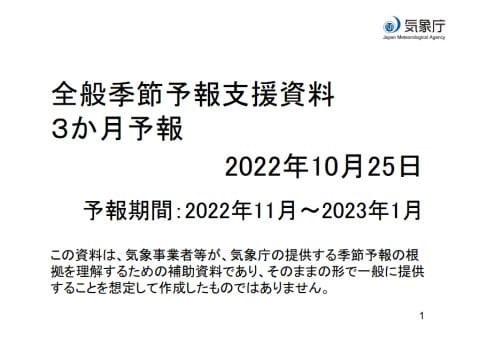 気象庁
Japan Meteorological Agency
全般季節予報支援資料
３か月予報
2022年10月25日
予報期間：2022年11月～2023年1月
この資料は、気象事業者等が、気象庁の提供する季節予報の根
拠を理解するための補助資料であり、そのままの形で一般に提供
することを想定して作成したものではありません。
1